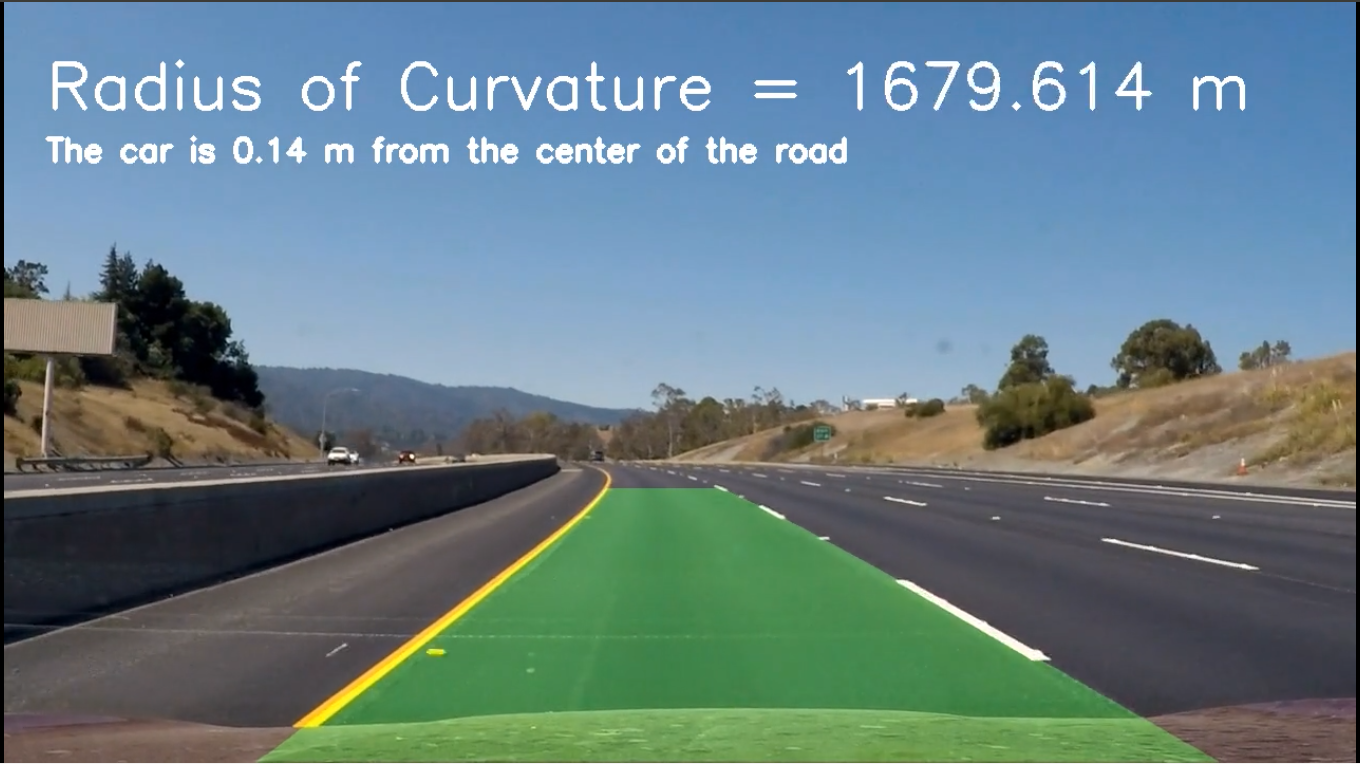 Radius of Curvature = 1679.614 m
The car is 0.14 m from the center of the road